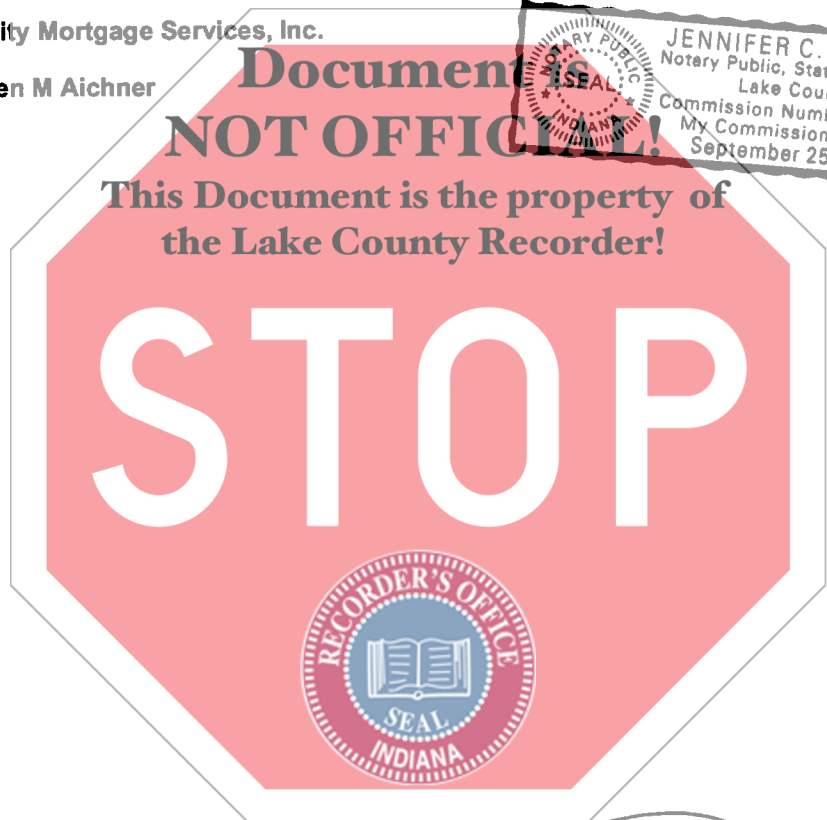 ity Mortgage Services, Inc.
en M Aichner
Document is
NOT OFFICIAL!
This Document is the property of
the Lake County Recorder!
NOTARY PUBLIC
SEAL
INDIANA
JENNIFER C.
Notary Public, Stat
Lake Coun
Commission Numb
My Commission
September 25
STOP
RECORDER'S OFFICE
SEAL
INDIANA